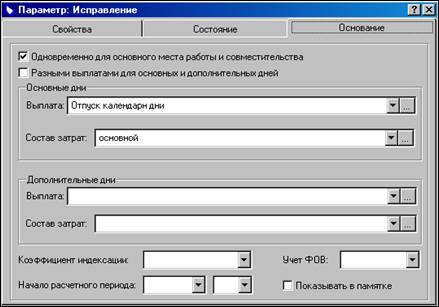 Параметр: Исправление
Свойства Состояние Основание
Одновременно для основного места работы и совместительства
Разными выплатами для основных и дополнительных дней
Основные дни
Выплата: Отпуск календарн дни ...
Состав затрат: основной ...
Дополнительные дни
Выплата: ...
Состав затрат: ...
Коэффициент индексации: Учет ФОВ:
Начало расчетного периода: Показывать в памятке